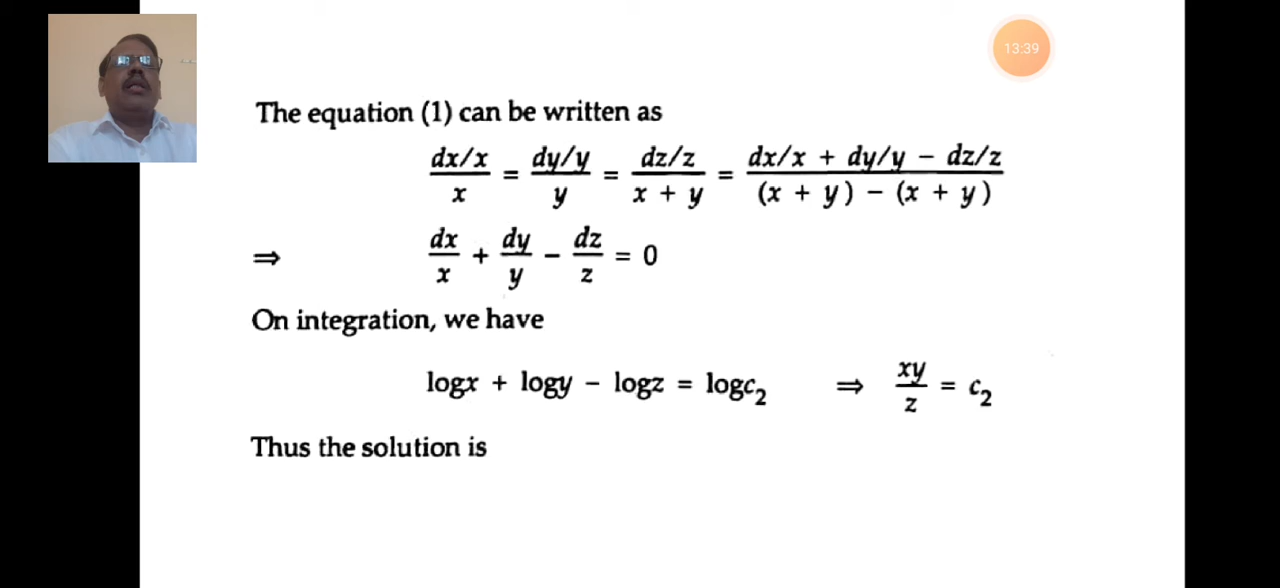 13:39
The equation (1) can be written as
dx/x / x = dy/y / y = dz/z / x + y = dx/x + dy/y − dz/z / (x + y) − (x + y)
⇒ dx/x + dy/y − dz/z = 0
On integration, we have
logx + logy − logz = logc₂ ⇒ xy/z = c₂
Thus the solution is